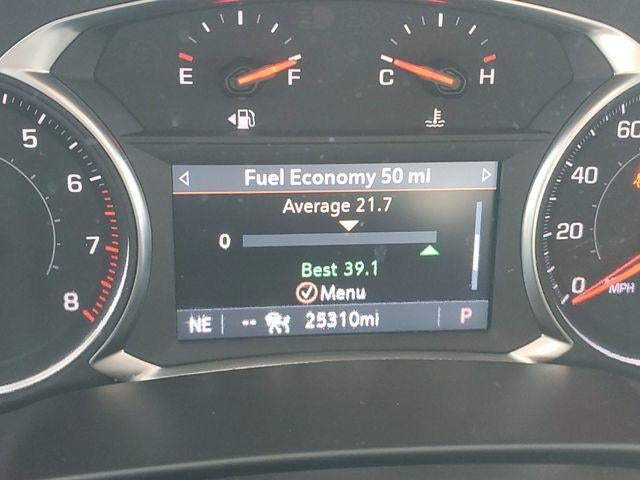 E F
C H
5
6
7
8
Fuel Economy 50 mi
Average 21.7
0
Best 39.1
Menu
NE -- 25310mi P
60
40
20
0
MPH